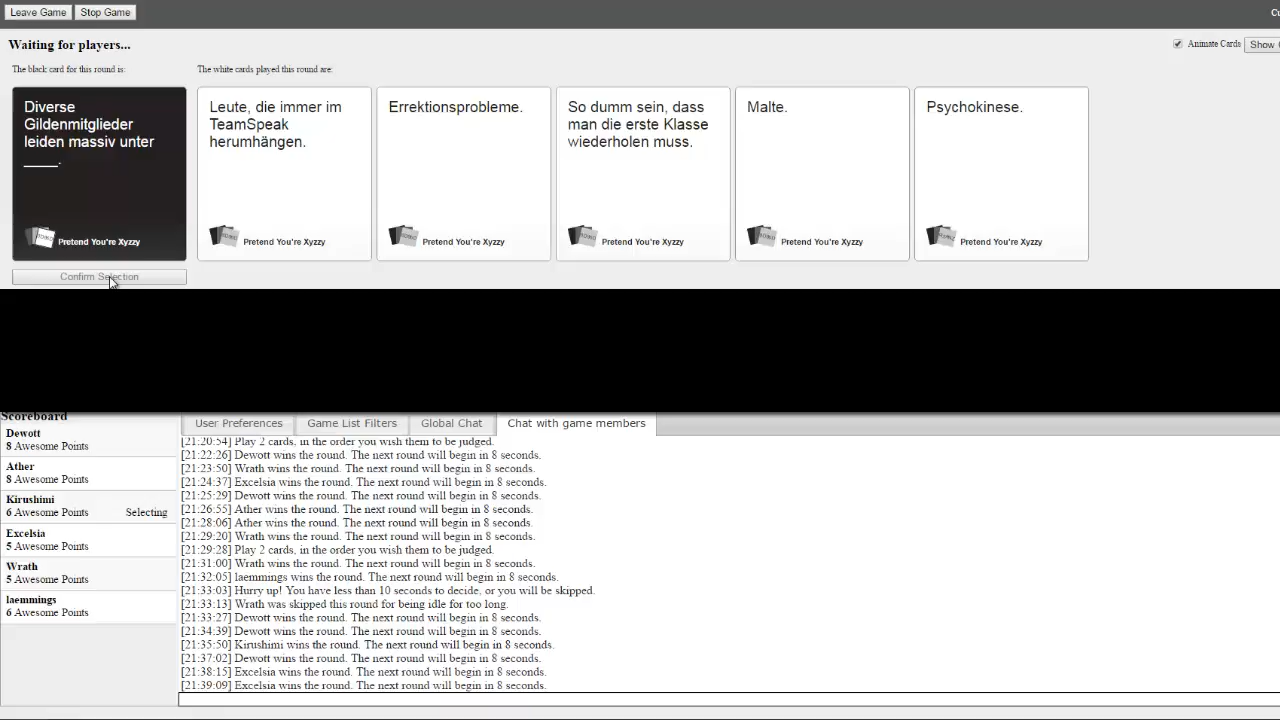 Leave Game Stop Game
Waiting for players...
Animate Cards Show
The black card for this round is:
The white cards played this round are:
Diverse
Gildenmitglieder
leiden massiv unter
____.
Pretend You're Xyzzy
Leute, die immer im
TeamSpeak
herumhängen.
Pretend You're Xyzzy
Errektionsprobleme.
Pretend You're Xyzzy
So dumm sein, dass
man die erste Klasse
wiederholen muss.
Pretend You're Xyzzy
Malte.
Pretend You're Xyzzy
Psychokinese.
Pretend You're Xyzzy
Confirm Selection
Scoreboard
Dewott
8 Awesome Points
Ather
8 Awesome Points
Kirushimi
6 Awesome Points Selecting
Excelsia
5 Awesome Points
Wrath
5 Awesome Points
laemmings
6 Awesome Points
User Preferences Game List Filters Global Chat Chat with game members
[21:20:54] Play 2 cards, in the order you wish them to be judged.
[21:22:26] Dewott wins the round. The next round will begin in 8 seconds.
[21:23:50] Wrath wins the round. The next round will begin in 8 seconds.
[21:24:37] Excelsia wins the round. The next round will begin in 8 seconds.
[21:25:29] Dewott wins the round. The next round will begin in 8 seconds.
[21:26:55] Ather wins the round. The next round will begin in 8 seconds.
[21:28:06] Ather wins the round. The next round will begin in 8 seconds.
[21:29:20] Wrath wins the round. The next round will begin in 8 seconds.
[21:29:28] Play 2 cards, in the order you wish them to be judged.
[21:31:00] Wrath wins the round. The next round will begin in 8 seconds.
[21:32:05] laemmings wins the round. The next round will begin in 8 seconds.
[21:33:03] Hurry up! You have less than 10 seconds to decide, or you will be skipped.
[21:33:13] Wrath was skipped this round for being idle for too long.
[21:33:27] Dewott wins the round. The next round will begin in 8 seconds.
[21:34:39] Dewott wins the round. The next round will begin in 8 seconds.
[21:35:50] Kirushimi wins the round. The next round will begin in 8 seconds.
[21:37:02] Dewott wins the round. The next round will begin in 8 seconds.
[21:38:15] Excelsia wins the round. The next round will begin in 8 seconds.
[21:39:09] Excelsia wins the round. The next round will begin in 8 seconds.